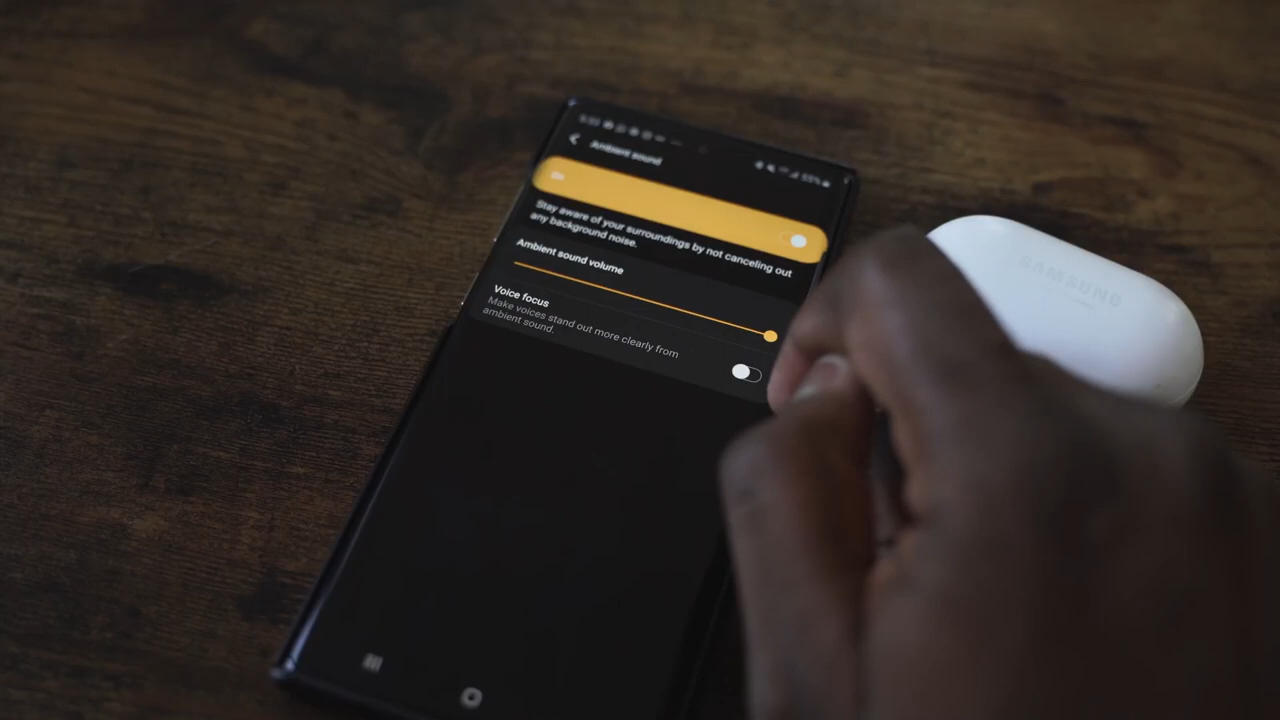 Ambient sound
Stay aware of your surroundings by not canceling out
any background noise.
Ambient sound volume
Voice focus
Make voices stand out more clearly from
ambient sound.
SAMSUNG